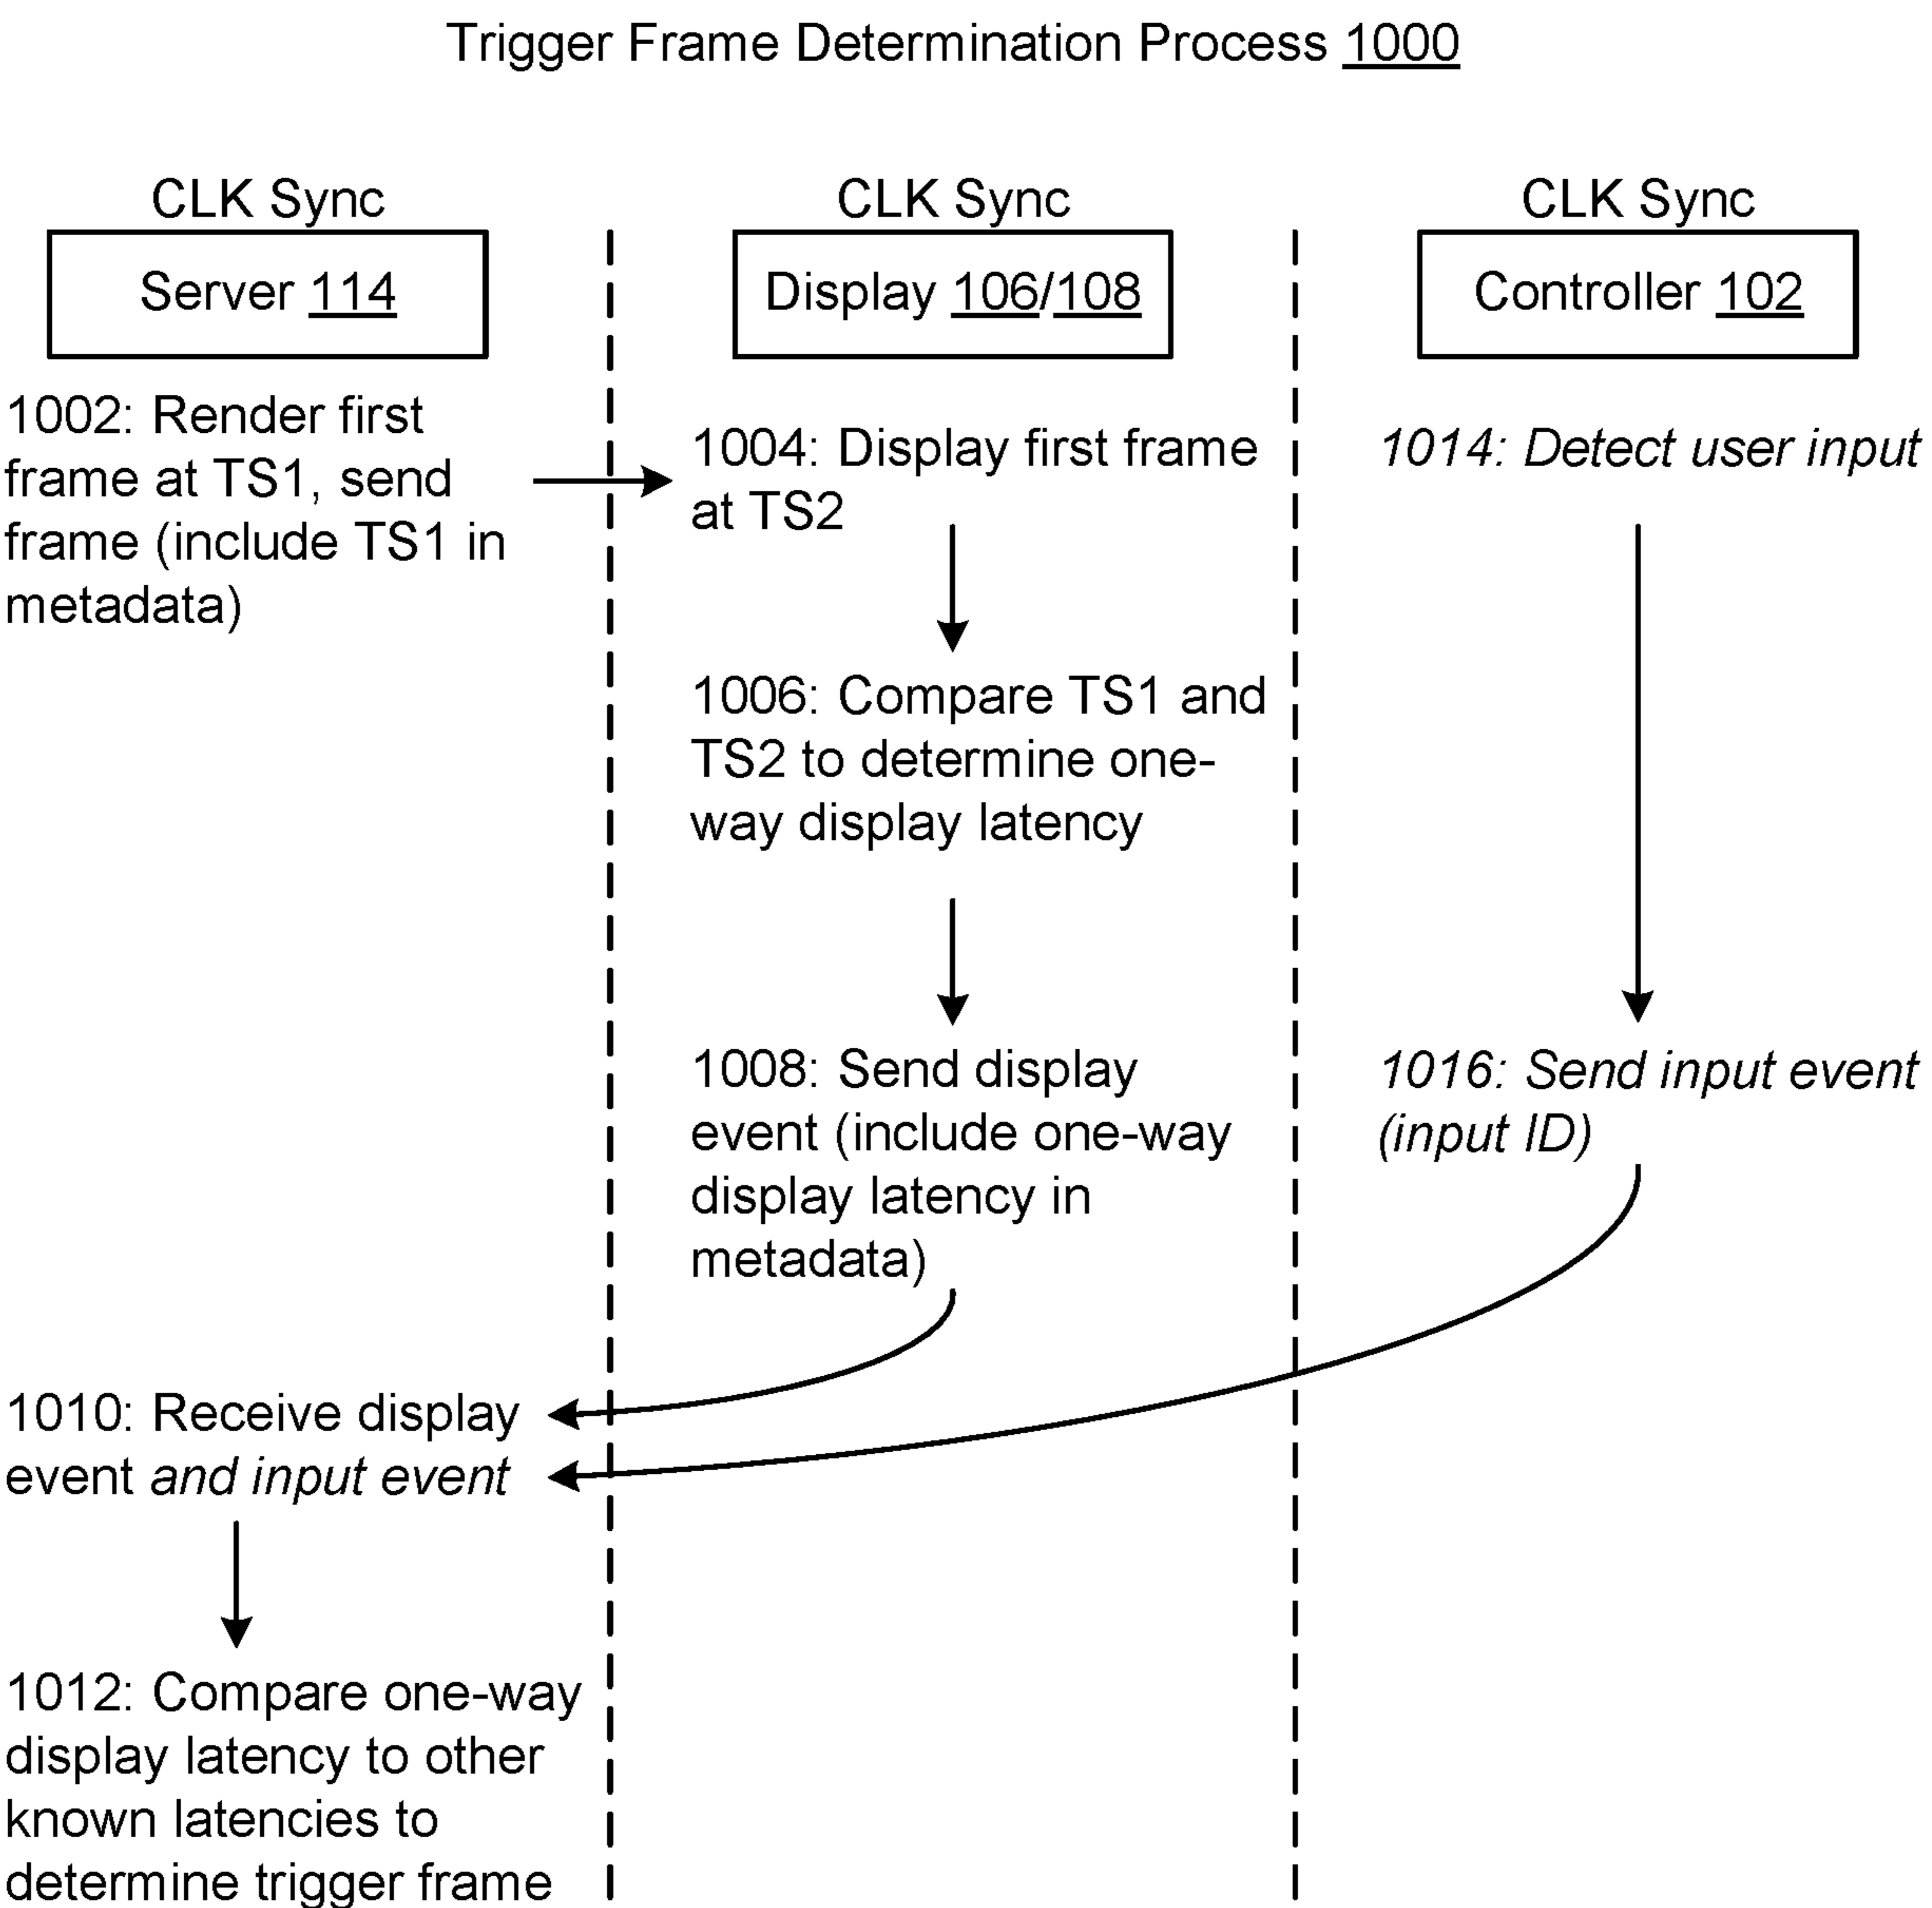 Trigger Frame Determination Process 1000
CLK Sync
Server 114
1002: Render first
frame at TS1, send
frame (include TS1 in
metadata)
1010: Receive display
event and input event
1012: Compare one-way
display latency to other
known latencies to
determine trigger frame
CLK Sync
Display 106/108
1004: Display first frame
at TS2
1006: Compare TS1 and
TS2 to determine one-
way display latency
1008: Send display
event (include one-way
display latency in
metadata)
CLK Sync
Controller 102
1014: Detect user input
1016: Send input event
(input ID)